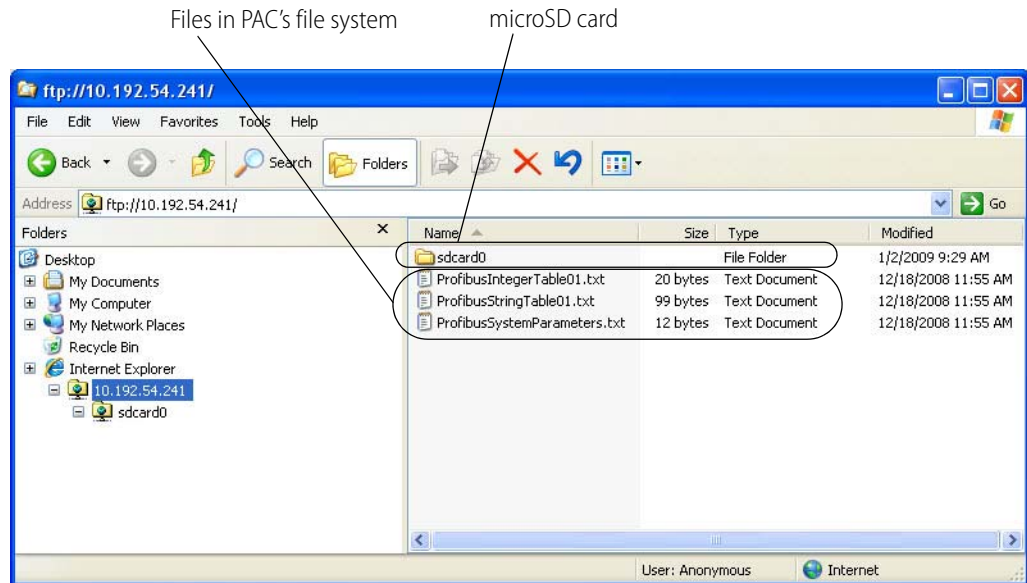 Files in PAC's file system
microSD card
ftp://10.192.54.241/
File Edit View Favorites Tools Help
Back Search Folders
Address ftp://10.192.54.241/ Go
Folders x Name Size Type Modified
Desktop
My Documents
My Computer
My Network Places
Recycle Bin
Internet Explorer
10.192.54.241
sdcard0
sdcard0 File Folder 1/2/2009 9:29 AM
ProfibusIntegerTable01.txt 20 bytes Text Document 12/18/2008 11:55 AM
ProfibusStringTable01.txt 99 bytes Text Document 12/18/2008 11:55 AM
ProfibusSystemParameters.txt 12 bytes Text Document 12/18/2008 11:55 AM
User: Anonymous Internet